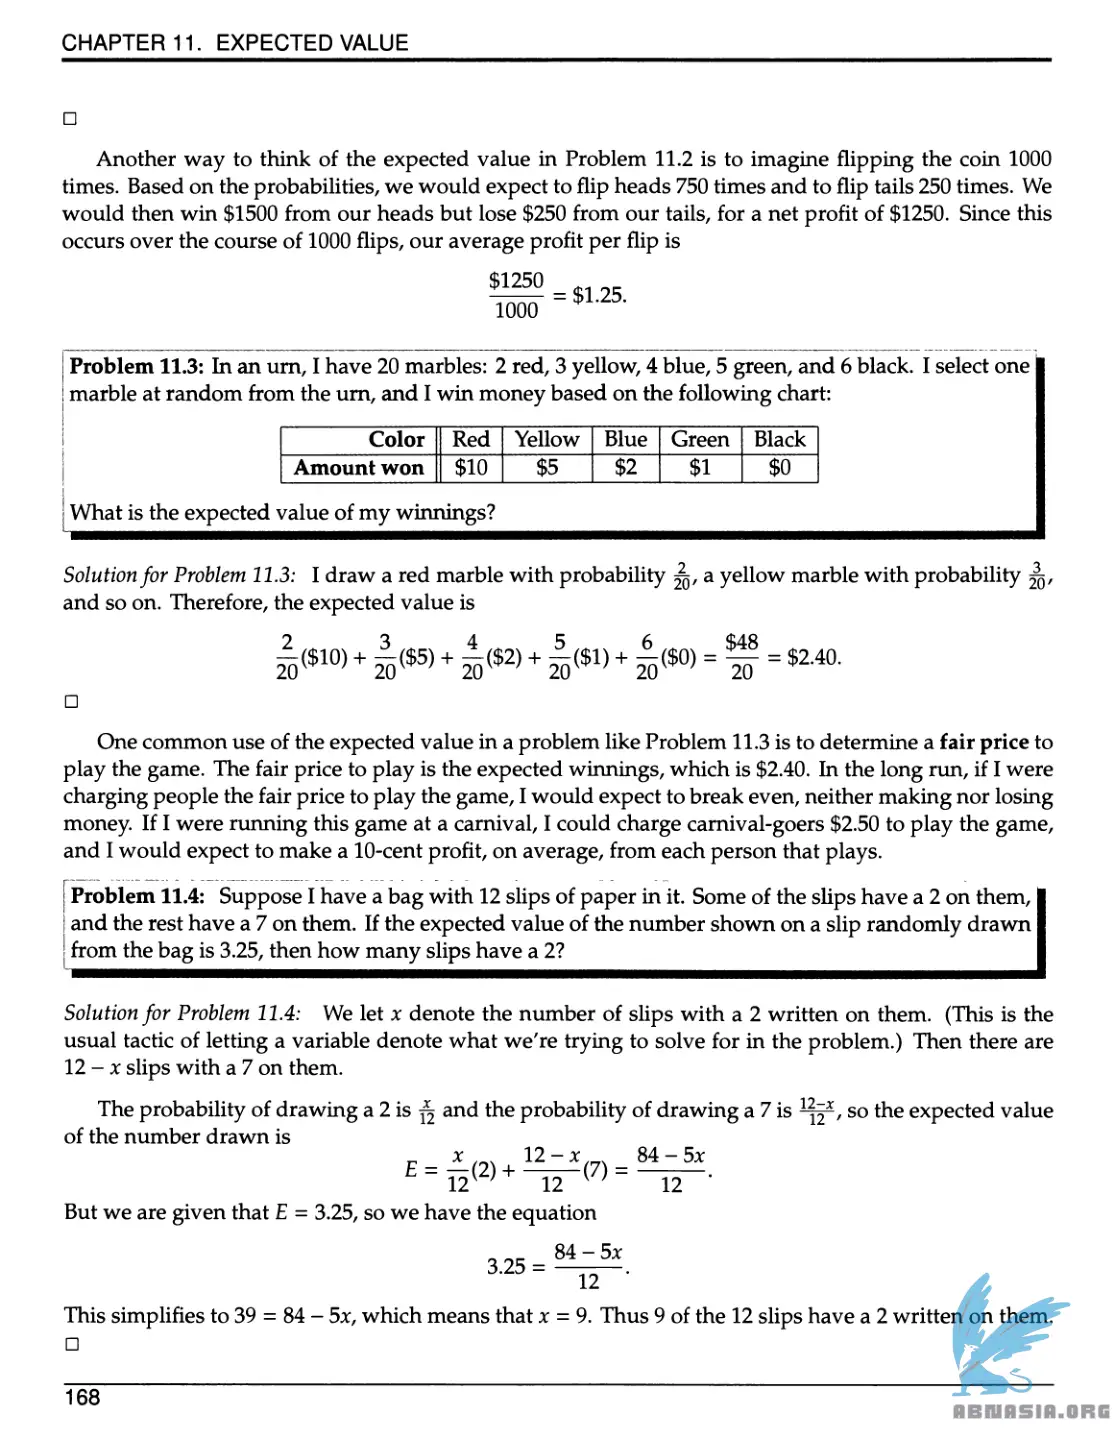 CHAPTER 11. EXPECTED VALUE
□
Another way to think of the expected value in Problem 11.2 is to imagine flipping the coin 1000
times. Based on the probabilities, we would expect to flip heads 750 times and to flip tails 250 times. We
would then win $1500 from our heads but lose $250 from our tails, for a net profit of $1250. Since this
occurs over the course of 1000 flips, our average profit per flip is
$1250/1000 = $1.25.
Problem 11.3: In an urn, I have 20 marbles: 2 red, 3 yellow, 4 blue, 5 green, and 6 black. I select one
marble at random from the urn, and I win money based on the following chart:
Color Red Yellow Blue Green Black
Amount won $10 $5 $2 $1 $0
What is the expected value of my winnings?
Solution for Problem 11.3: I draw a red marble with probability 2/20, a yellow marble with probability 3/20,
and so on. Therefore, the expected value is
2/20($10) + 3/20($5) + 4/20($2) + 5/20($1) + 6/20($0) = $48/20 = $2.40.
□
One common use of the expected value in a problem like Problem 11.3 is to determine a fair price to
play the game. The fair price to play is the expected winnings, which is $2.40. In the long run, if I were
charging people the fair price to play the game, I would expect to break even, neither making nor losing
money. If I were running this game at a carnival, I could charge carnival-goers $2.50 to play the game,
and I would expect to make a 10-cent profit, on average, from each person that plays.
Problem 11.4: Suppose I have a bag with 12 slips of paper in it. Some of the slips have a 2 on them,
and the rest have a 7 on them. If the expected value of the number shown on a slip randomly drawn
from the bag is 3.25, then how many slips have a 2?
Solution for Problem 11.4: We let x denote the number of slips with a 2 written on them. (This is the
usual tactic of letting a variable denote what we're trying to solve for in the problem.) Then there are
12 − x slips with a 7 on them.
The probability of drawing a 2 is x/12 and the probability of drawing a 7 is (12−x)/12, so the expected value
of the number drawn is
E = x/12(2) + (12 − x)/12(7) = (84 − 5x)/12.
But we are given that E = 3.25, so we have the equation
3.25 = (84 − 5x)/12.
This simplifies to 39 = 84 − 5x, which means that x = 9. Thus 9 of the 12 slips have a 2 written on them.
□
168
ABNASIA.ORG